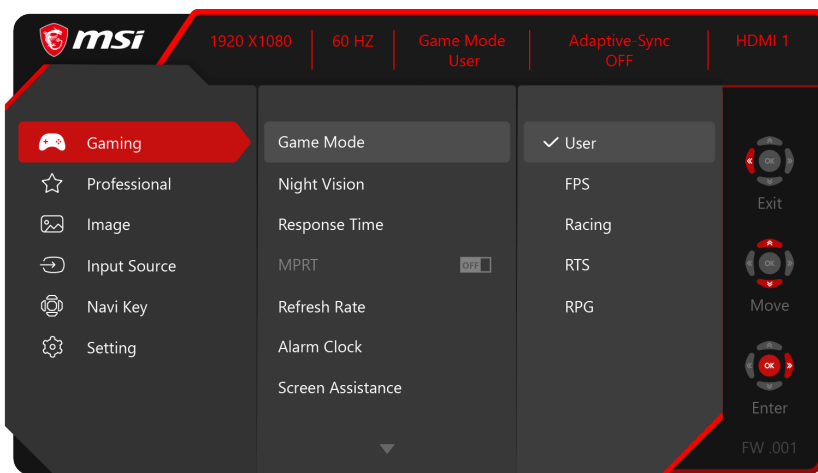 msi
1920 X1080
60 HZ
Game Mode
User
Adaptive-Sync
OFF
HDMI 1
Gaming
Professional
Image
Input Source
Navi Key
Setting
Game Mode
Night Vision
Response Time
MPRT
OFF
Refresh Rate
Alarm Clock
Screen Assistance
User
FPS
Racing
RTS
RPG
OK
Exit
OK
Move
OK
Enter
FW .001